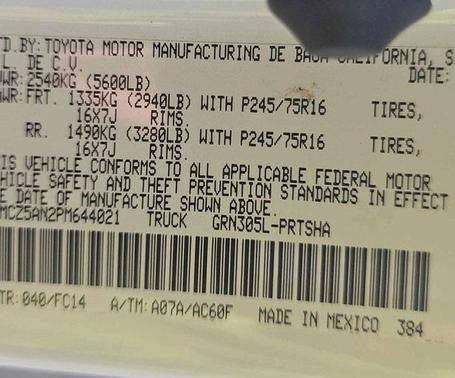 TD.BY:TOYOTA MOTOR MANUFACTURING DE BAJA CALIFORNIA, S
L. DE C.V. DATE:
WR:2540KG (5600LB)
WR:FRT. 1335KG (2940LB) WITH P245/75R16 TIRES,
16X7J RIMS.
RR. 1490KG (3280LB) WITH P245/75R16 TIRES,
16X7J RIMS.
IS VEHICLE CONFORMS TO ALL APPLICABLE FEDERAL MOTOR
HICLE SAFETY AND THEFT PREVENTION STANDARDS IN EFFECT
E DATE OF MANUFACTURE SHOWN ABOVE.
MCZ5AN2PM644021 TRUCK GRN305L-PRTSHA
TR:040/FC14 A/TM:A07A/AC60F MADE IN MEXICO 384